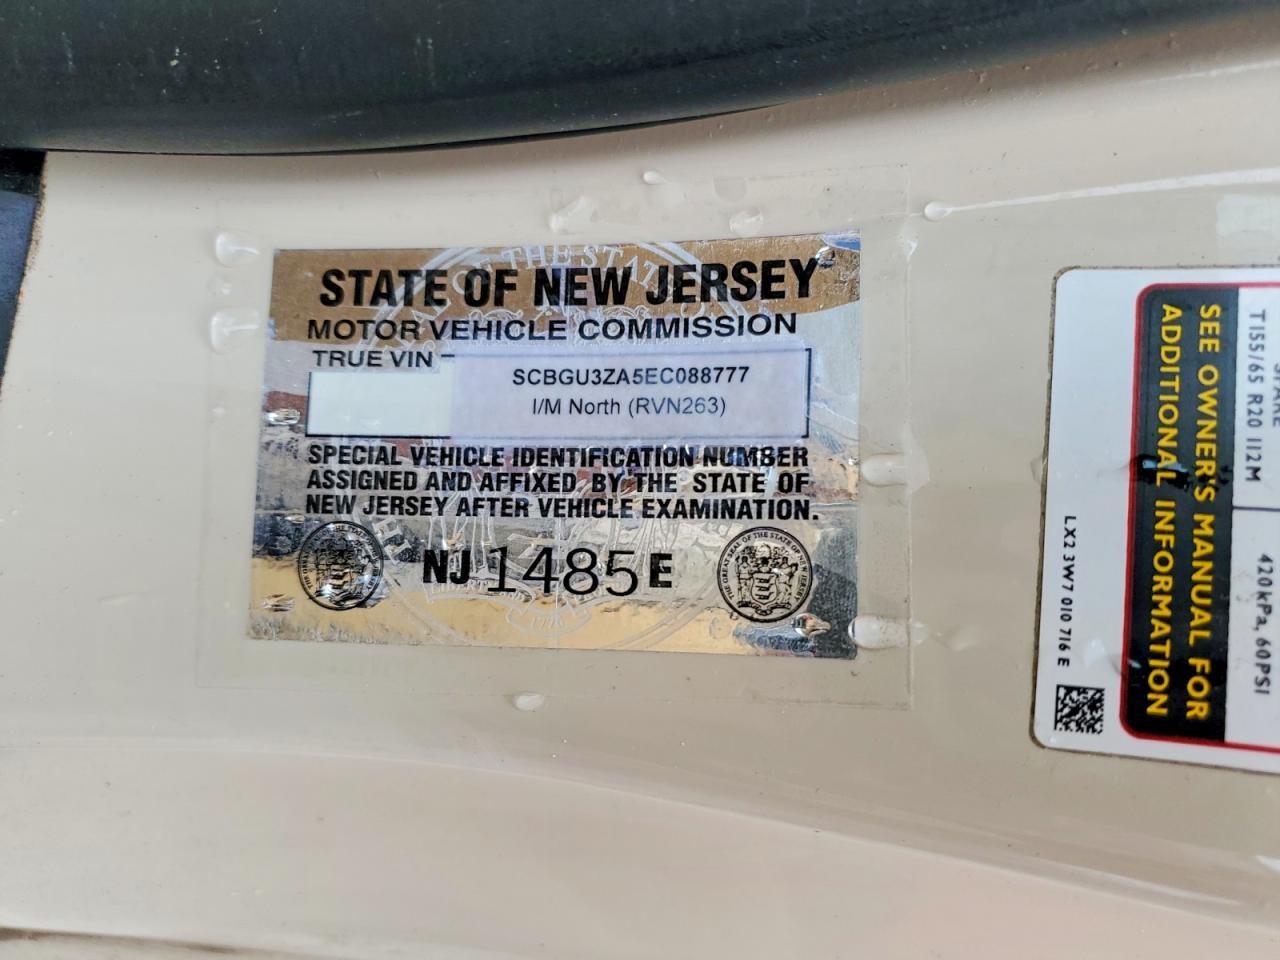 STATE OF NEW JERSEY
MOTOR VEHICLE COMMISSION
TRUE VIN
SCBGU3ZA5EC088777
I/M North (RVN263)
SPECIAL VEHICLE IDENTIFICATION NUMBER
ASSIGNED AND AFFIXED BY THE STATE OF
NEW JERSEY AFTER VEHICLE EXAMINATION.
NJ 1485 E
SPARE
T155/65 R20 112M
420kPa, 60PSI
SEE OWNER'S MANUAL FOR
ADDITIONAL INFORMATION
LX2 3W7 010 716 E